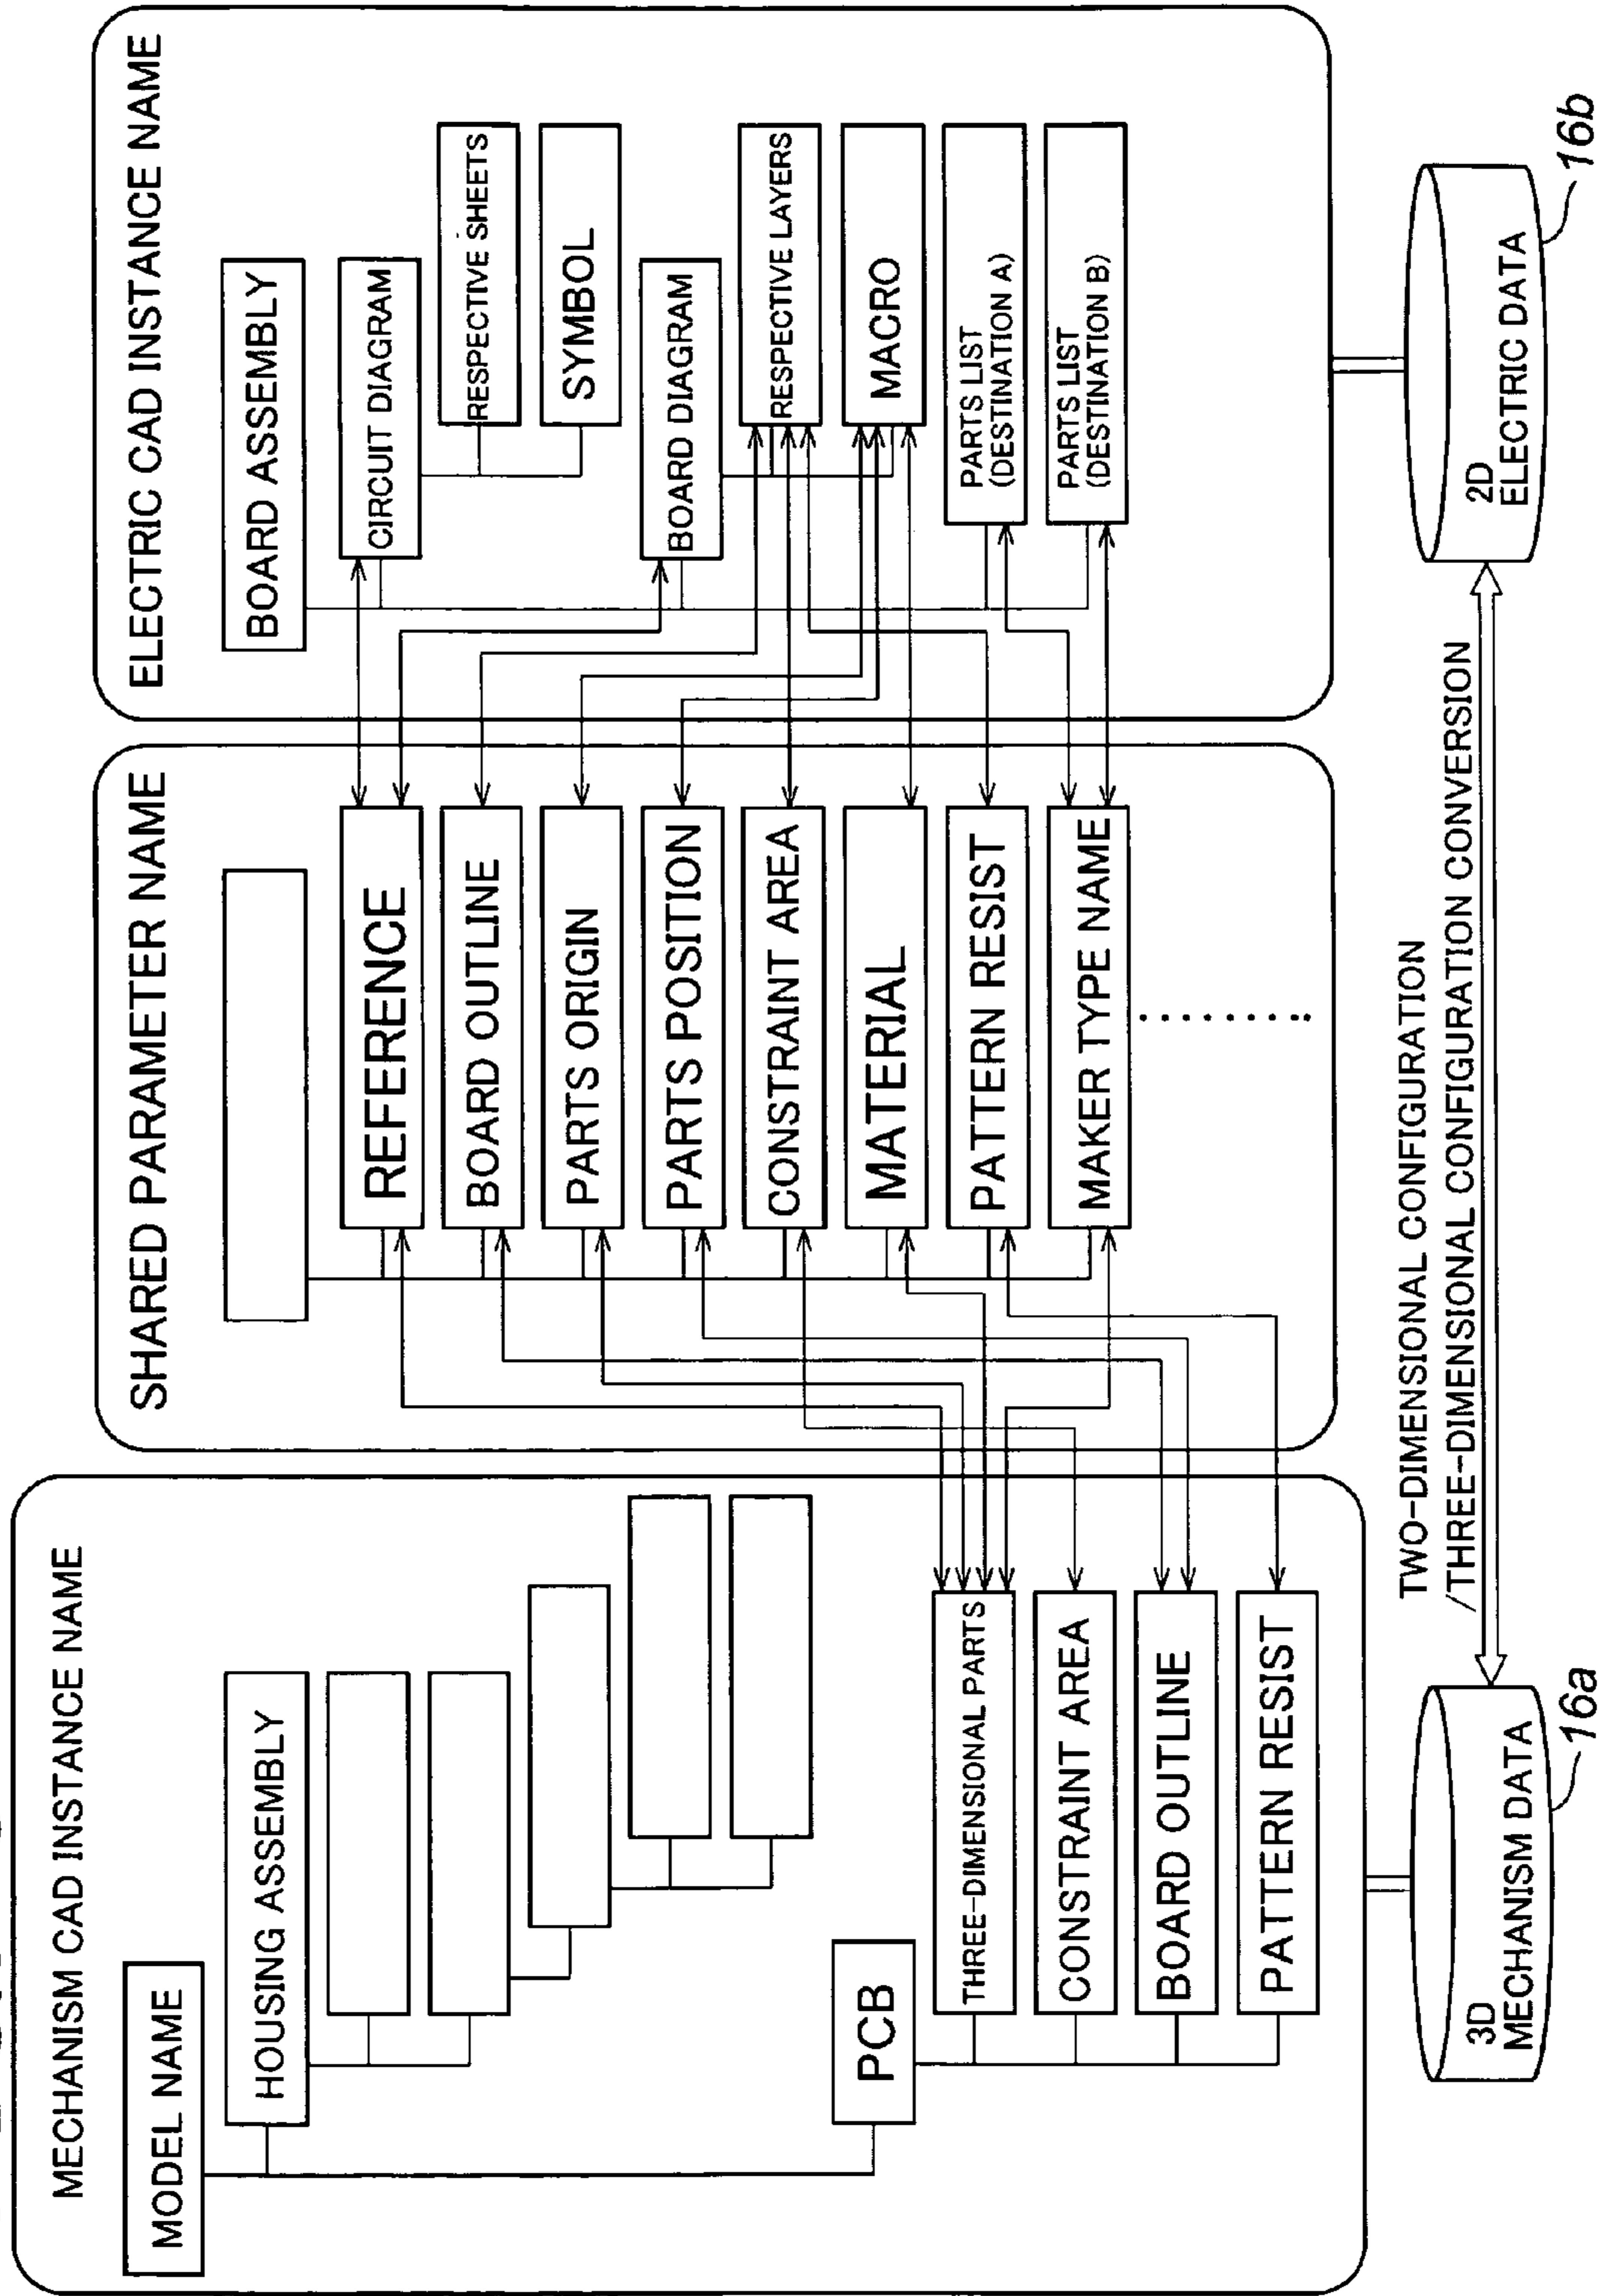 MECHANISM CAD INSTANCE NAME
MODEL NAME
HOUSING ASSEMBLY
PCB
THREE-DIMENSIONAL PARTS
CONSTRAINT AREA
BOARD OUTLINE
PATTERN RESIST
SHARED PARAMETER NAME
REFERENCE
BOARD OUTLINE
PARTS ORIGIN
PARTS POSITION
CONSTRAINT AREA
MATERIAL
PATTERN RESIST
MAKER TYPE NAME
ELECTRIC CAD INSTANCE NAME
BOARD ASSEMBLY
CIRCUIT DIAGRAM
RESPECTIVE SHEETS
SYMBOL
BOARD DIAGRAM
RESPECTIVE LAYERS
MACRO
PARTS LIST
(DESTINATION A)
PARTS LIST
(DESTINATION B)
3D
MECHANISM DATA
16a
TWO-DIMENSIONAL CONFIGURATION
/THREE-DIMENSIONAL CONFIGURATION CONVERSION
2D
ELECTRIC DATA
16b